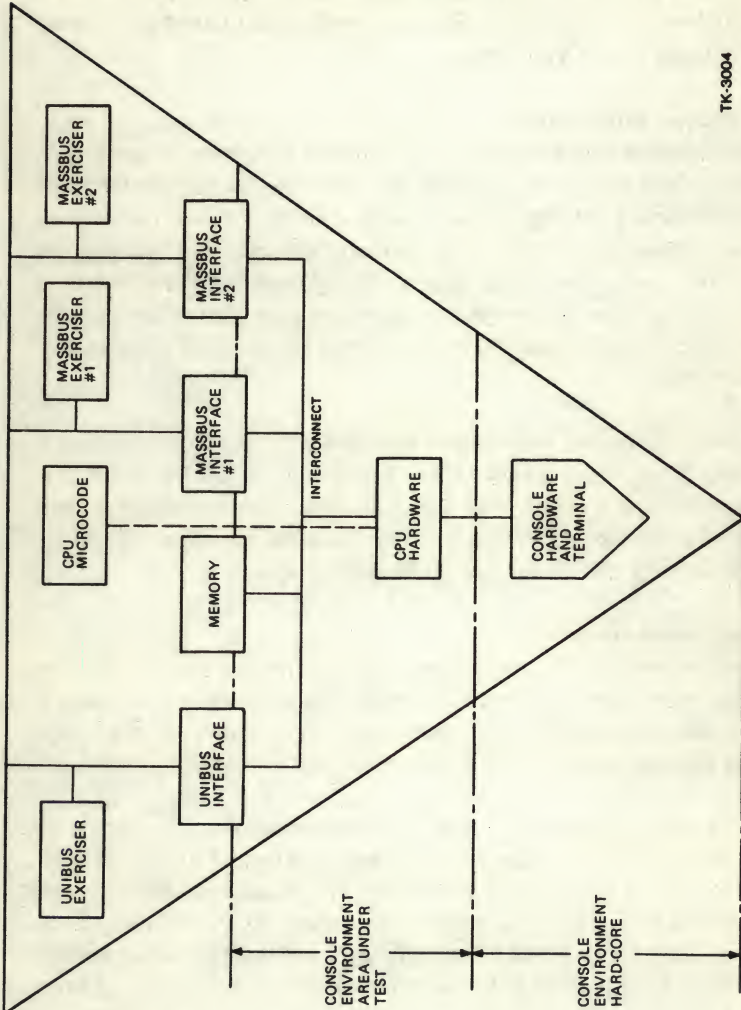 UNIBUS
EXERCISER
CPU
MICROCODE
MASSBUS
EXERCISER
#1
MASSBUS
EXERCISER
#2
UNIBUS
INTERFACE
MEMORY
MASSBUS
INTERFACE
#1
MASSBUS
INTERFACE
#2
INTERCONNECT
CONSOLE
ENVIRONMENT
AREA UNDER
TEST
CPU
HARDWARE
CONSOLE
ENVIRONMENT
HARD-CORE
CONSOLE
HARDWARE
AND
TERMINAL
TK-3004